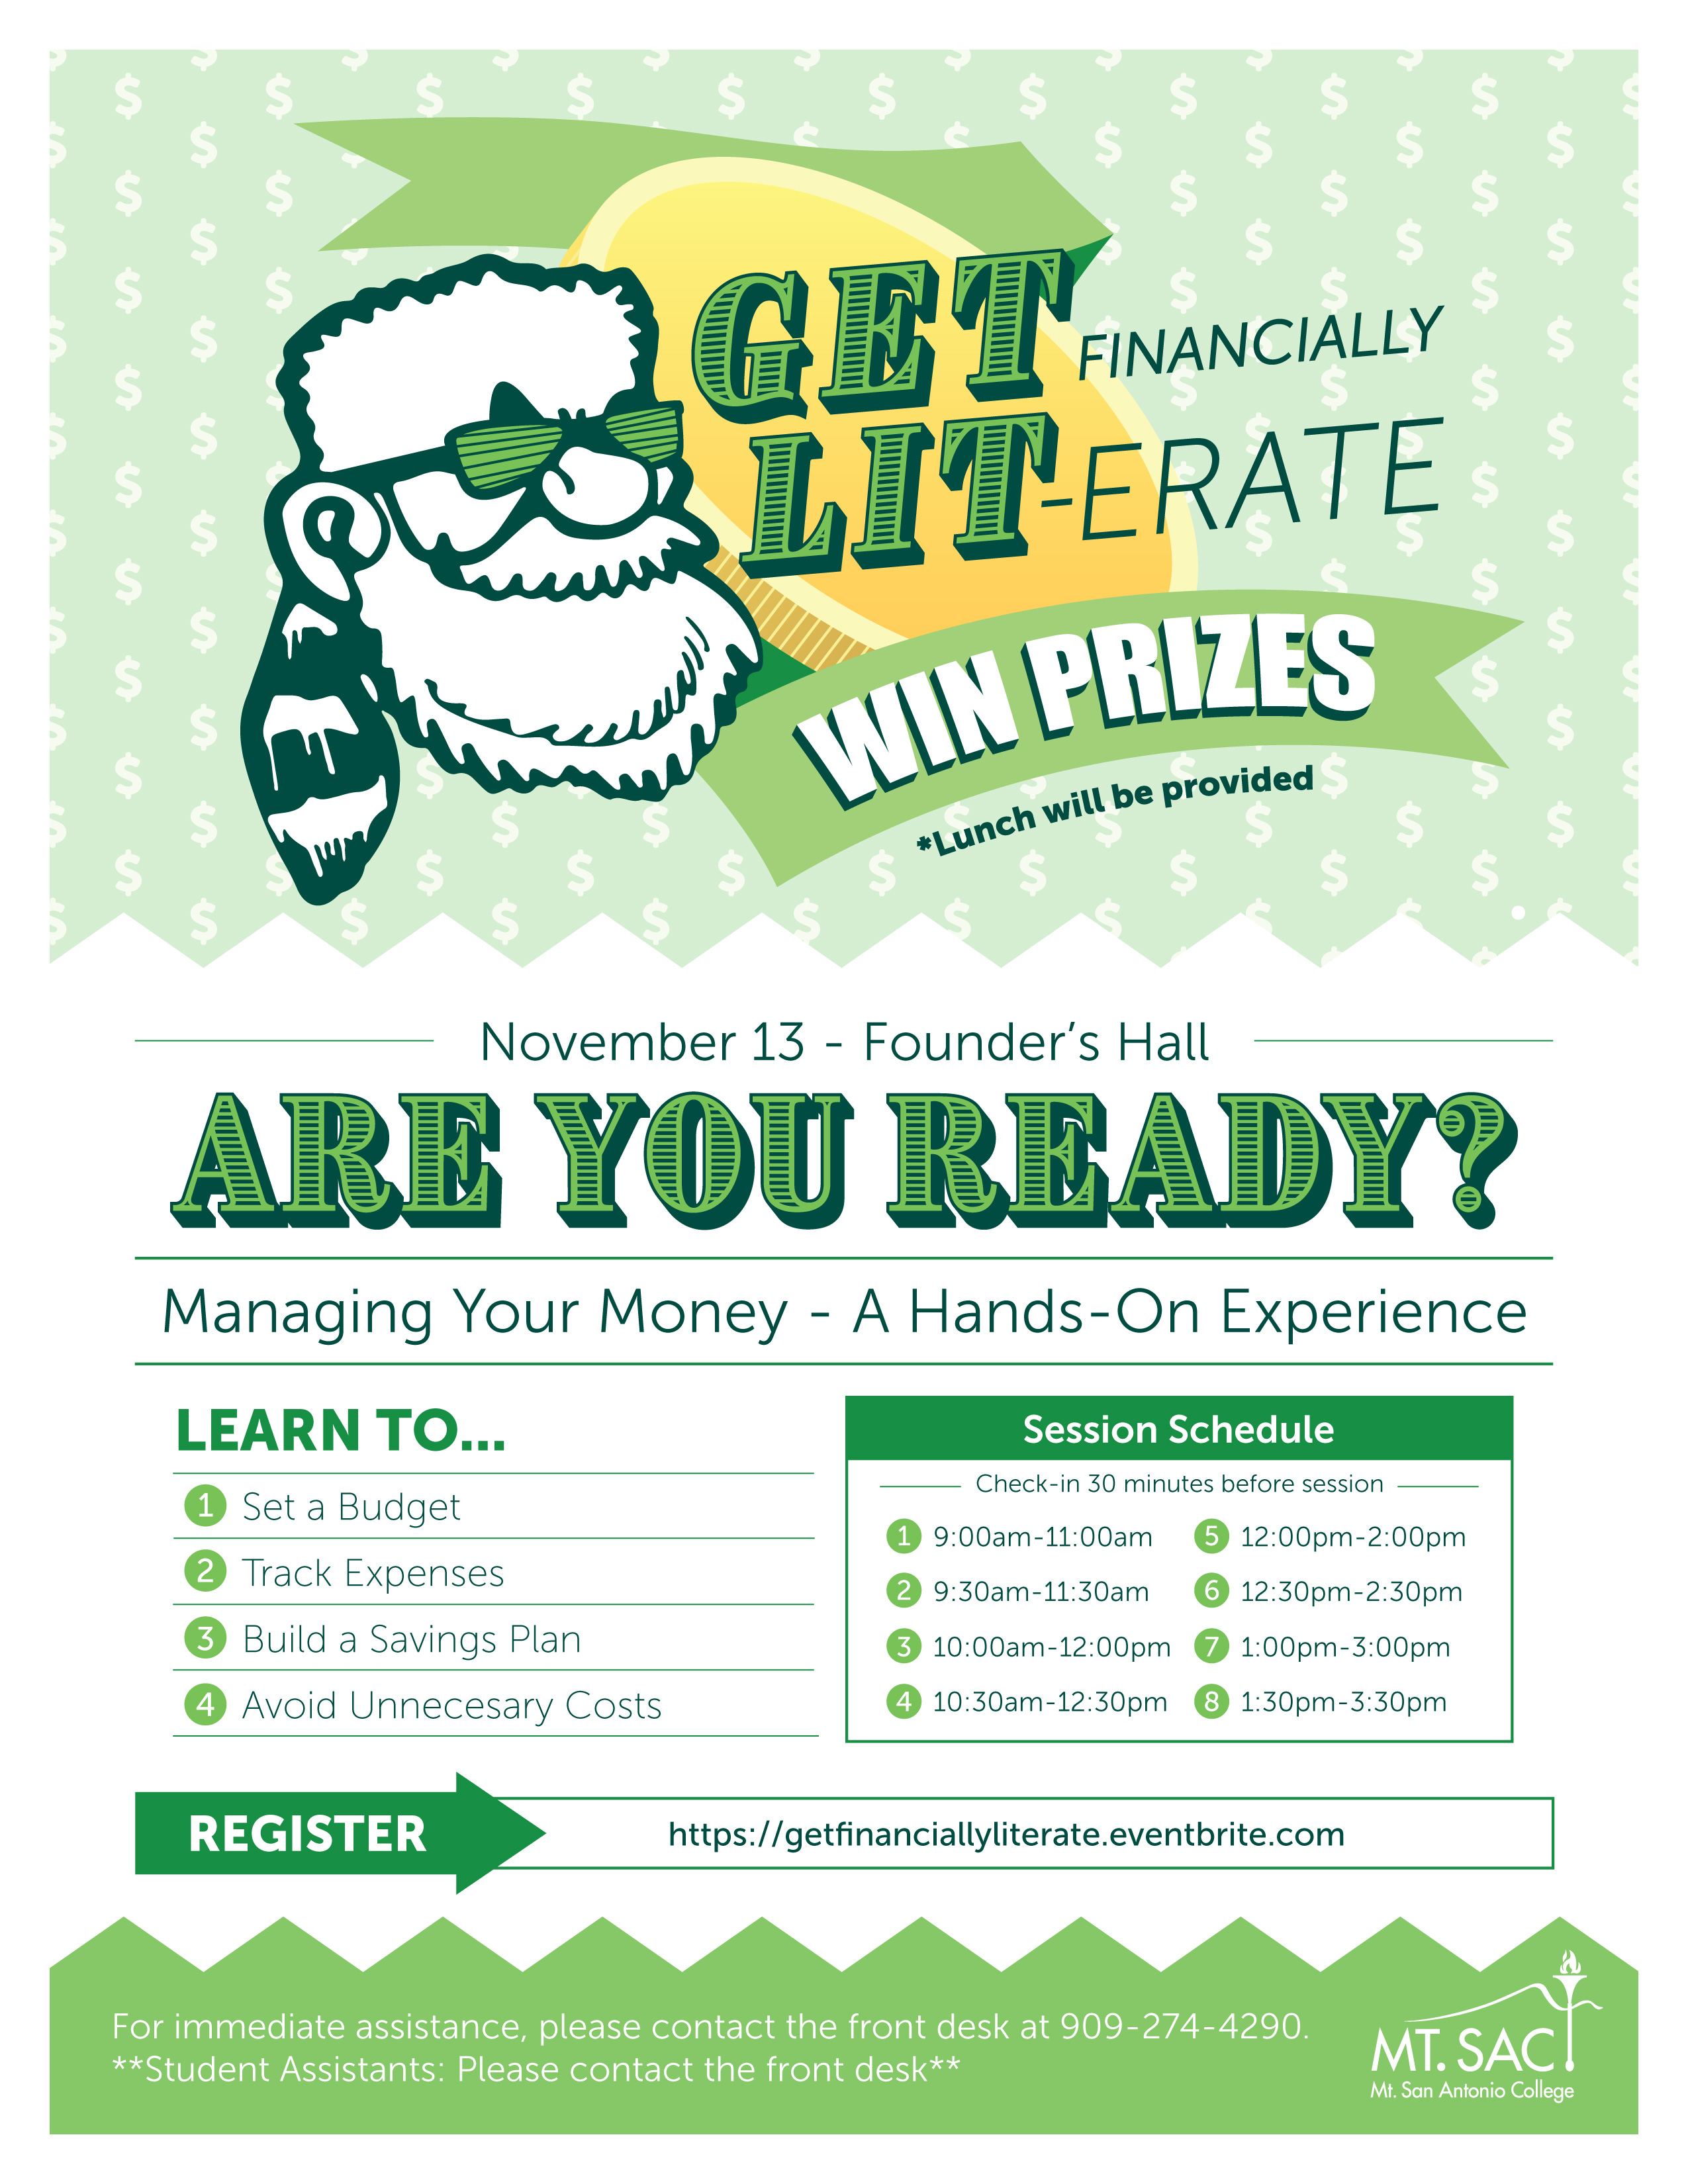 GET FINANCIALLY
LIT-ERATE
WIN PRIZES
*Lunch will be provided
November 13 - Founder's Hall
ARE YOU READY?
Managing Your Money - A Hands-On Experience
LEARN TO...
1 Set a Budget
2 Track Expenses
3 Build a Savings Plan
4 Avoid Unnecesary Costs
Session Schedule
Check-in 30 minutes before session
1 9:00am-11:00am
2 9:30am-11:30am
3 10:00am-12:00pm
4 10:30am-12:30pm
5 12:00pm-2:00pm
6 12:30pm-2:30pm
7 1:00pm-3:00pm
8 1:30pm-3:30pm
REGISTER
https://getfinanciallyliterate.eventbrite.com
For immediate assistance, please contact the front desk at 909-274-4290.
**Student Assistants: Please contact the front desk**
MT. SAC
Mt. San Antonio College